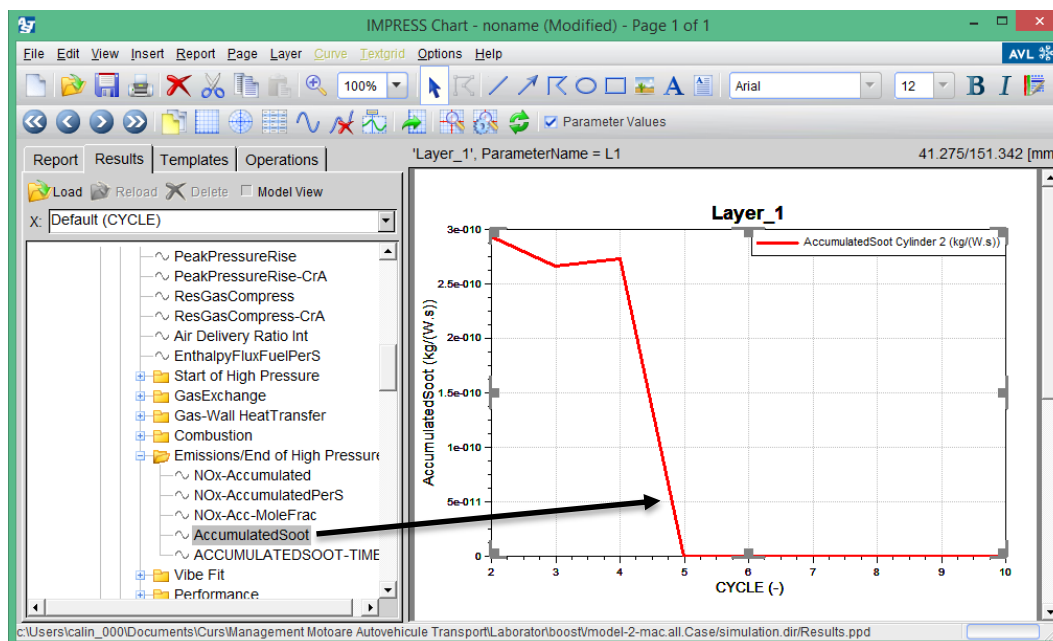 IMPRESS Chart - noname (Modified) - Page 1 of 1
File Edit View Insert Report Page Layer Curve Textgrid Options Help
AVL
100%
Arial
12
B I
Parameter Values
Report Results Templates Operations
'Layer_1', ParameterName = L1
41.275/151.342 [mm
Load Reload Delete Model View
X: Default (CYCLE)
PeakPressureRise
PeakPressureRise-CrA
ResGasCompress
ResGasCompress-CrA
Air Delivery Ratio Int
EnthalpyFluxFuelPerS
Start of High Pressure
GasExchange
Gas-Wall HeatTransfer
Combustion
Emissions/End of High Pressure
NOx-Accumulated
NOx-AccumulatedPerS
NOx-Acc-MoleFrac
AccumulatedSoot
ACCUMULATEDSOOT-TIME
Vibe Fit
Performance
Layer_1
AccumulatedSoot Cylinder 2 (kg/(W.s))
AccumulatedSoot (kg/(W.s))
3e-010
2.5e-010
2e-010
1.5e-010
1e-010
5e-011
0
2 3 4 5 6 7 8 9 10
CYCLE (-)
c:\Users\calin_000\Documents\Curs\Management Motoare Autovehicule Transport\Laborator\boost\model-2-mac.all.Case/simulation.dir/Results.ppd